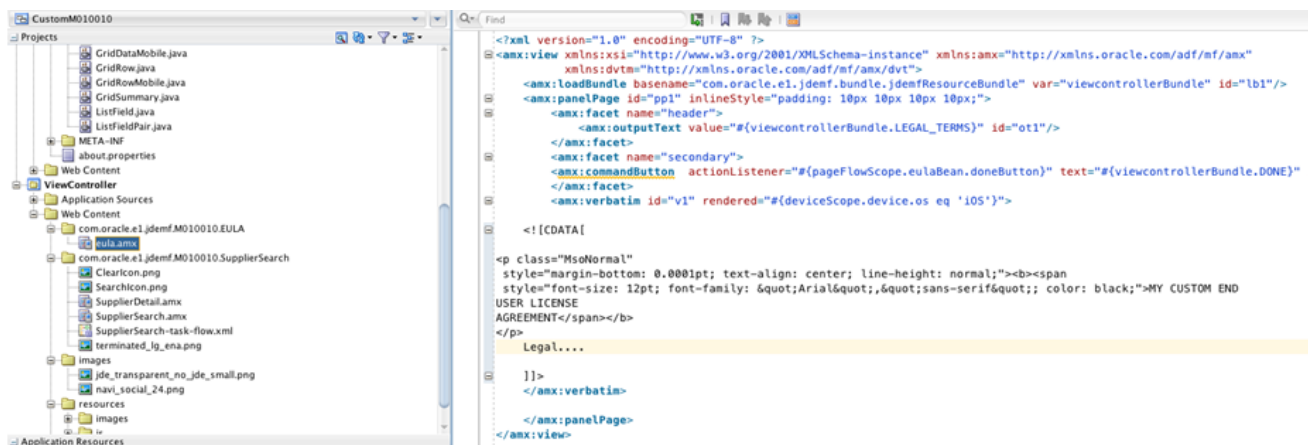 CustomM010010
Projects
GridDataMobile.java
GridRow.java
GridRowMobile.java
GridSummary.java
ListField.java
ListFieldPair.java
META-INF
about.properties
Web Content
ViewController
Application Sources
Web Content
com.oracle.e1.jdemf.M010010.EULA
eula.amx
com.oracle.e1.jdemf.M010010.SupplierSearch
ClearIcon.png
SearchIcon.png
SupplierDetail.amx
SupplierSearch.amx
SupplierSearch-task-flow.xml
terminated_lg_ena.png
images
jde_transparent_no_jde_small.png
navi_social_24.png
resources
images
Application Resources
Find
<?xml version="1.0" encoding="UTF-8" ?>
<amx:view xmlns:xsi="http://www.w3.org/2001/XMLSchema-instance" xmlns:amx="http://xmlns.oracle.com/adf/mf/amx"
xmlns:dvtm="http://xmlns.oracle.com/adf/mf/amx/dvt">
<amx:loadBundle basename="com.oracle.e1.jdemf.bundle.jdemfResourceBundle" var="viewcontrollerBundle" id="lb1"/>
<amx:panelPage id="pp1" inlineStyle="padding: 10px 10px 10px 10px;">
<amx:facet name="header">
<amx:outputText value="#{viewcontrollerBundle.LEGAL_TERMS}" id="ot1"/>
</amx:facet>
<amx:facet name="secondary">
<amx:commandButton actionListener="#{pageFlowScope.eulaBean.doneButton}" text="#{viewcontrollerBundle.DONE}"
</amx:facet>
<amx:verbatim id="v1" rendered="#{deviceScope.device.os eq 'iOS'}">
<![CDATA[
<p class="MsoNormal"
style="margin-bottom: 0.0001pt; text-align: center; line-height: normal;"><b><span
style="font-size: 12pt; font-family: &quot;Arial&quot;,&quot;sans-serif&quot;; color: black;">MY CUSTOM END
USER LICENSE
AGREEMENT</span></b>
</p>
Legal....
]]>
</amx:verbatim>
</amx:panelPage>
</amx:view>